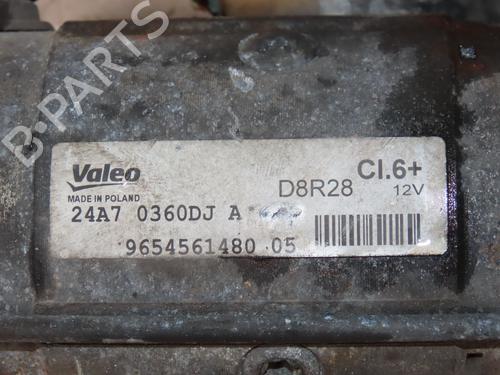 B-Parts
Valeo
MADE IN POLAND
D8R28
Cl.6+
12V
24A7 0360DJ A
9654561480 05